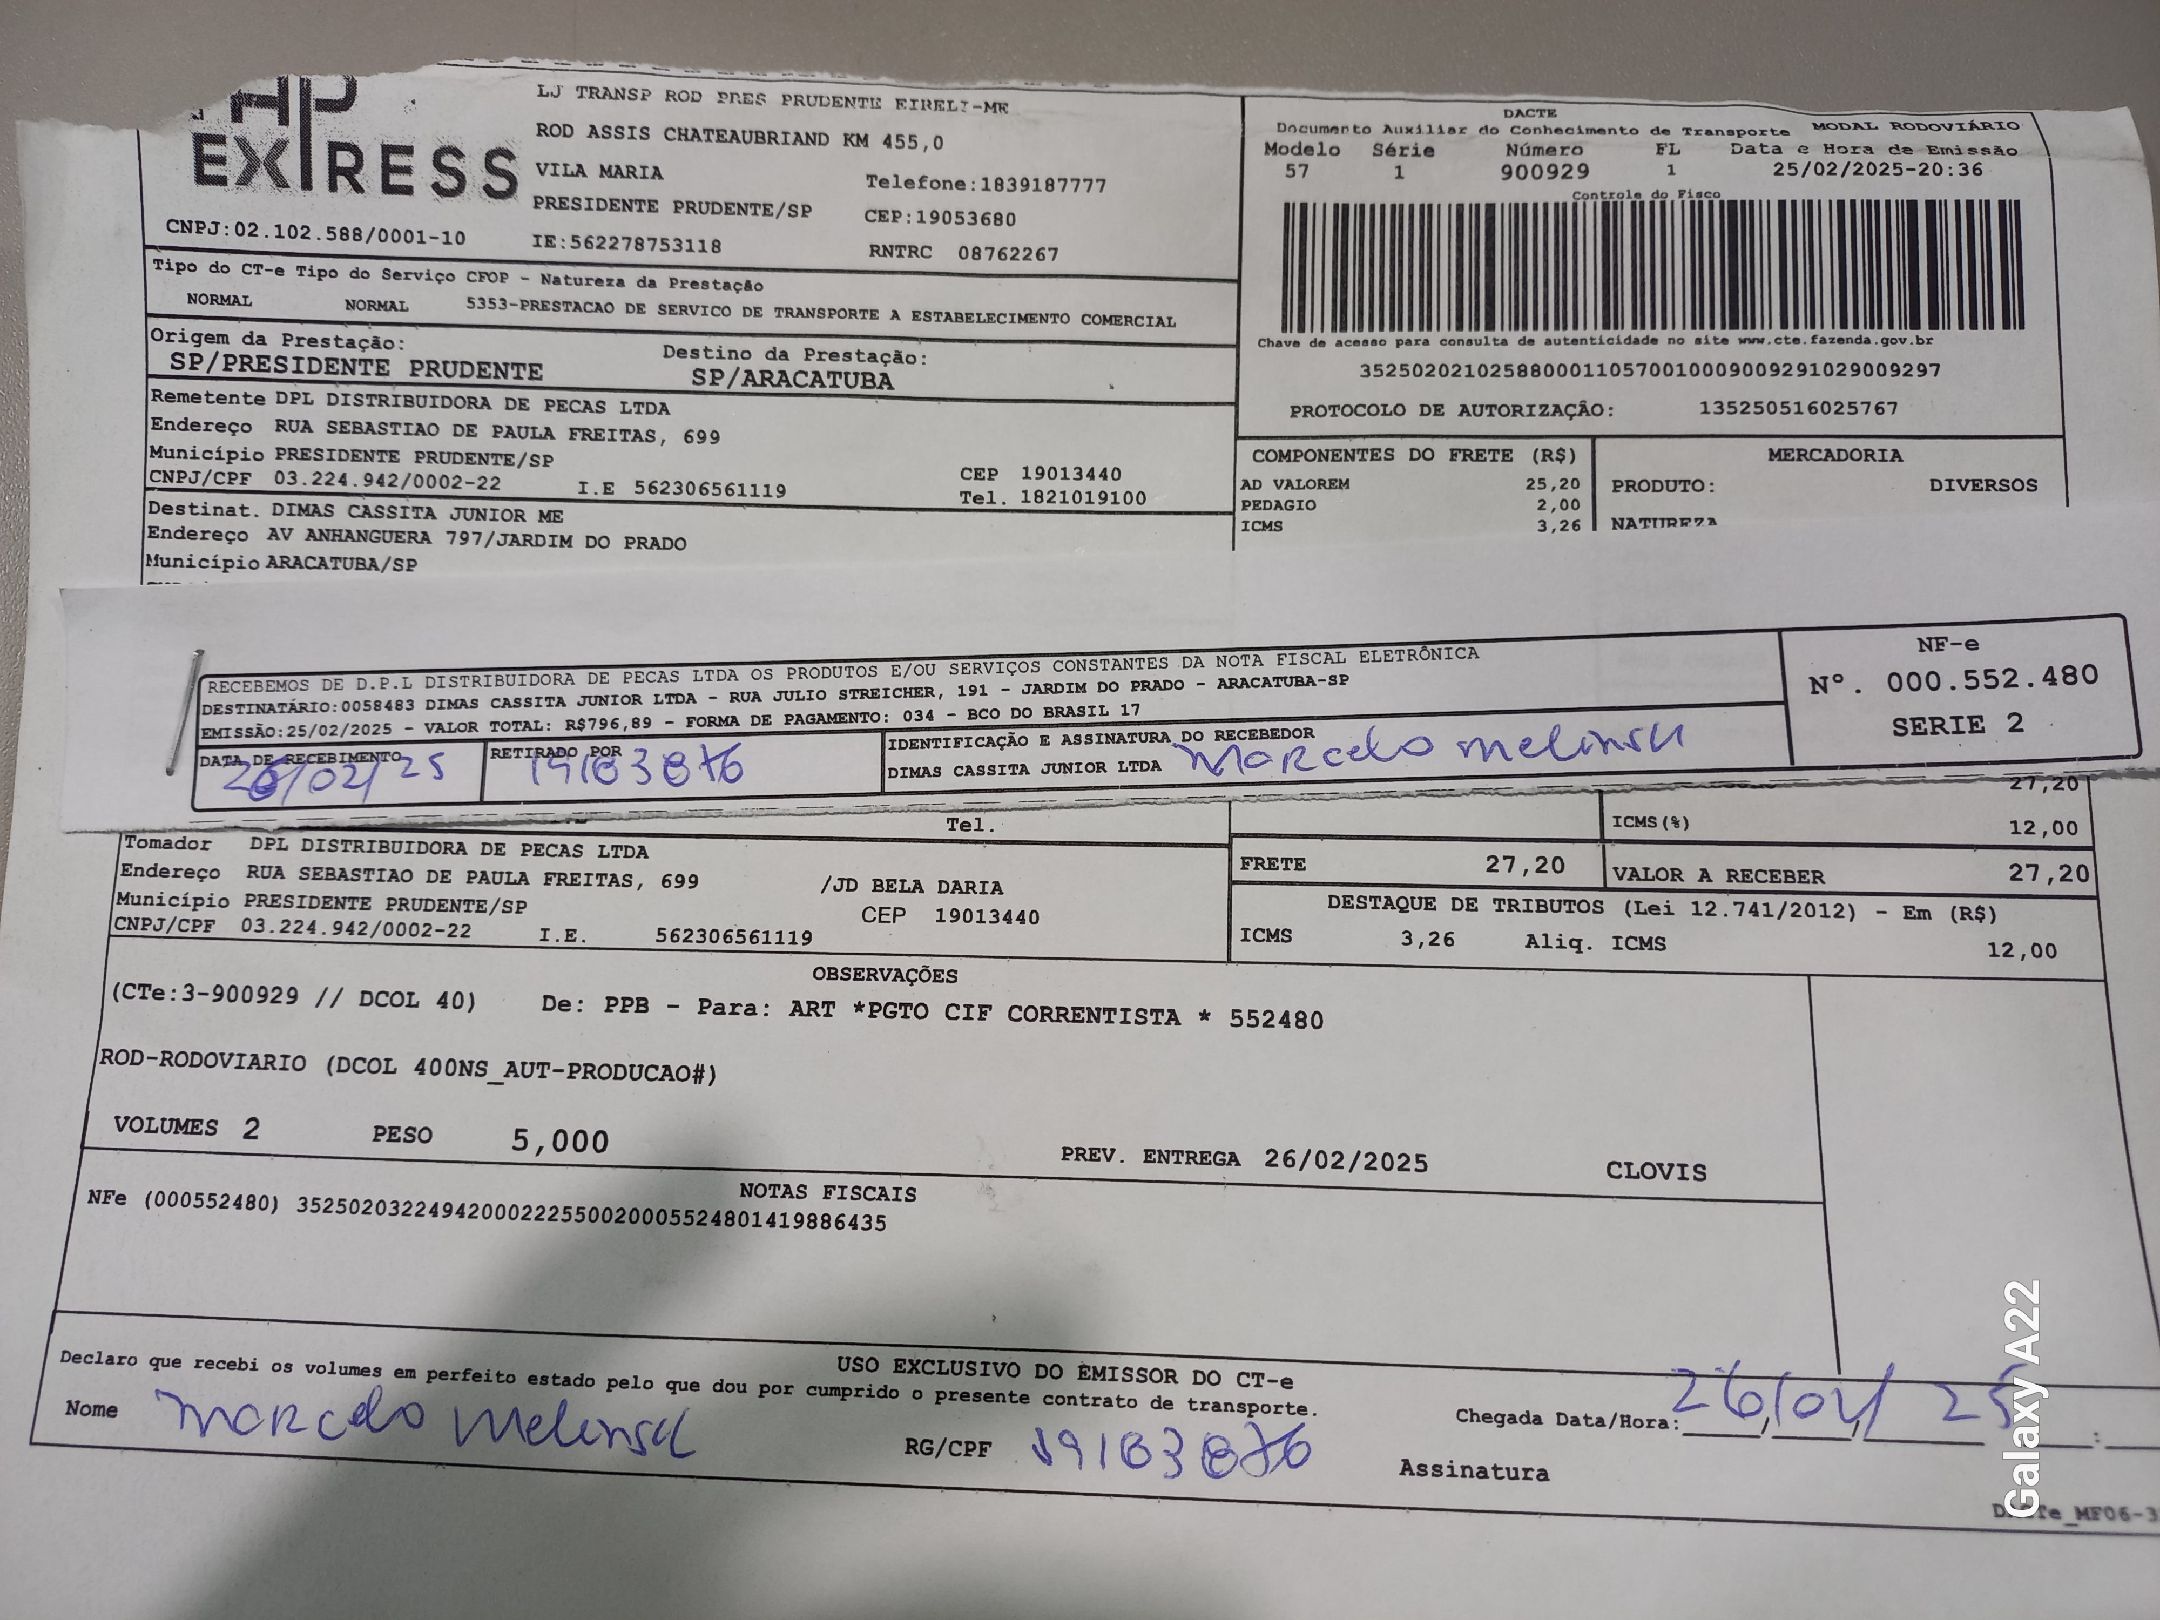 EXPRESS
LJ TRANSP ROD PRES PRUDENTE EIRELI-ME
ROD ASSIS CHATEAUBRIAND KM 455,0
VILA MARIA
Telefone:1839187777
PRESIDENTE PRUDENTE/SP
CEP:19053680
CNPJ:02.102.588/0001-10
IE:562278753118
RNTRC 08762267
DACTE
Documento Auxiliar do Conhecimento de Transporte MODAL RODOVIÁRIO
Modelo Série Número FL Data e Hora de Emissão
57 1 900929 1 25/02/2025-20:36
Controle do Fisco
Chave de acesso para consulta de autenticidade no site www.cte.fazenda.gov.br
35250202102588000110570010009009291029009297
PROTOCOLO DE AUTORIZAÇÃO: 135250516025767
Tipo do CT-e Tipo do Serviço CFOP - Natureza da Prestação
NORMAL NORMAL 5353-PRESTACAO DE SERVICO DE TRANSPORTE A ESTABELECIMENTO COMERCIAL
Origem da Prestação: Destino da Prestação:
SP/PRESIDENTE PRUDENTE SP/ARACATUBA
Remetente DPL DISTRIBUIDORA DE PECAS LTDA
Endereço RUA SEBASTIAO DE PAULA FREITAS, 699
Município PRESIDENTE PRUDENTE/SP CEP 19013440
CNPJ/CPF 03.224.942/0002-22 I.E 562306561119 Tel. 1821019100
Destinat. DIMAS CASSITA JUNIOR ME
Endereço AV ANHANGUERA 797/JARDIM DO PRADO
Município ARACATUBA/SP
COMPONENTES DO FRETE (R$) MERCADORIA
AD VALOREM 25,20 PRODUTO: DIVERSOS
PEDAGIO 2,00
ICMS 3,26 NATUREZA
RECEBEMOS DE D.P.L DISTRIBUIDORA DE PECAS LTDA OS PRODUTOS E/OU SERVIÇOS CONSTANTES DA NOTA FISCAL ELETRÔNICA
DESTINATÁRIO:0058483 DIMAS CASSITA JUNIOR LTDA - RUA JULIO STREICHER, 191 - JARDIM DO PRADO - ARACATUBA-SP
EMISSÃO:25/02/2025 - VALOR TOTAL: R$796,89 - FORMA DE PAGAMENTO: 034 - BCO DO BRASIL 17
NF-e
Nº. 000.552.480
SERIE 2
DATA DE RECEBIMENTO RETIRADO POR IDENTIFICAÇÃO E ASSINATURA DO RECEBEDOR
26/02/25 DIMAS CASSITA JUNIOR LTDA Marcelo
27,20
Tel. ICMS(%) 12,00
Tomador DPL DISTRIBUIDORA DE PECAS LTDA
Endereço RUA SEBASTIAO DE PAULA FREITAS, 699 /JD BELA DARIA
Município PRESIDENTE PRUDENTE/SP CEP 19013440
CNPJ/CPF 03.224.942/0002-22 I.E. 562306561119
FRETE 27,20 VALOR A RECEBER 27,20
DESTAQUE DE TRIBUTOS (Lei 12.741/2012) - Em (R$)
ICMS 3,26 Aliq. ICMS 12,00
OBSERVAÇÕES
(CTe:3-900929 // DCOL 40) De: PPB - Para: ART *PGTO CIF CORRENTISTA * 552480
ROD-RODOVIARIO (DCOL 400NS_AUT-PRODUCAO#)
VOLUMES 2 PESO 5,000 PREV. ENTREGA 26/02/2025 CLOVIS
NOTAS FISCAIS
NFe (000552480) 35250203224942000222550020005524801419886435
USO EXCLUSIVO DO EMISSOR DO CT-e
Declaro que recebi os volumes em perfeito estado pelo que dou por cumprido o presente contrato de transporte.
Nome Marcelo RG/CPF Chegada Data/Hora: 26/02/25 :
Assinatura
Galaxy A22